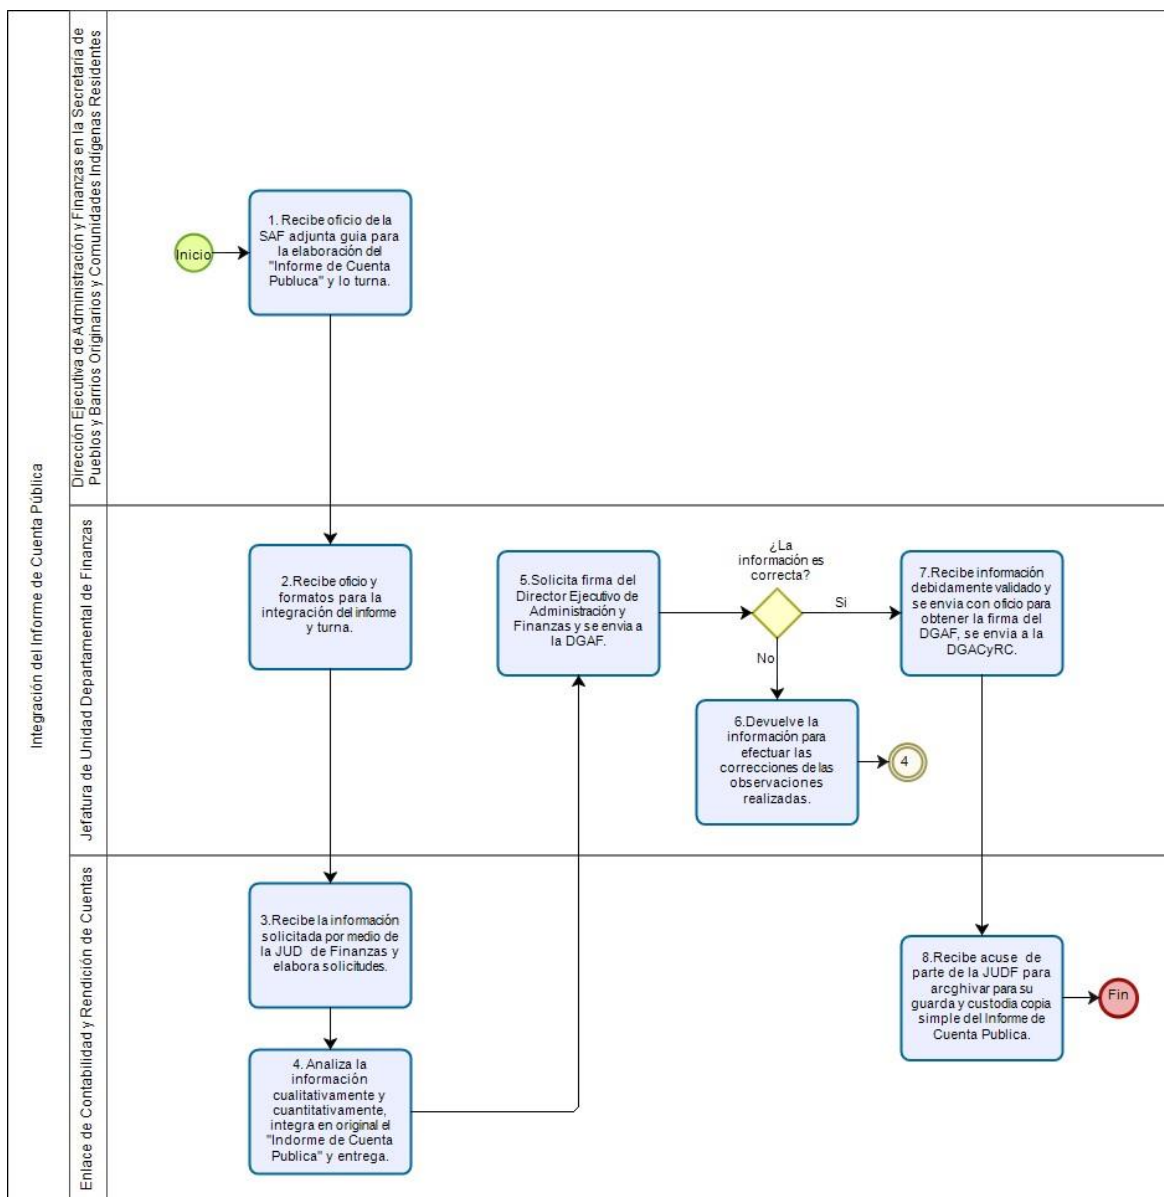 Integración del Informe de Cuenta Pública
Dirección Ejecutiva de Administración y Finanzas en la Secretaría de
Pueblos y Barrios Originarios y Comunidades Indígenas Residentes
Inicio
1. Recibe oficio de la
SAF adjunta guia para
la elaboración del
"Informe de Cuenta
Publuca" y lo turna.
Jefatura de Unidad Departamental de Finanzas
2.Recibe oficio y
formatos para la
integración del informe
y turna.
5.Solicita firma del
Director Ejecutivo de
Administración y
Finanzas y se envia a
la DGAF.
¿La
información es
correcta?
Si
No
7.Recibe información
debidamente validado y
se envia con oficio para
obtener la firma del
DGAF, se envia a la
DGACyRC.
6.Devuelve la
información para
efectuar las
correcciones de las
observaciones
realizadas.
4
Enlace de Contabilidad y Rendición de Cuentas
3.Recibe la información
solicitada por medio de
la JUD de Finanzas y
elabora solicitudes.
4. Analiza la
información
cualitativamente y
cuantitativamente,
integra en original el
"Indorme de Cuenta
Publica" y entrega.
8.Recibe acuse de
parte de la JUDF para
arcghivar para su
guarda y custodia copia
simple del Informe de
Cuenta Publica.
Fin